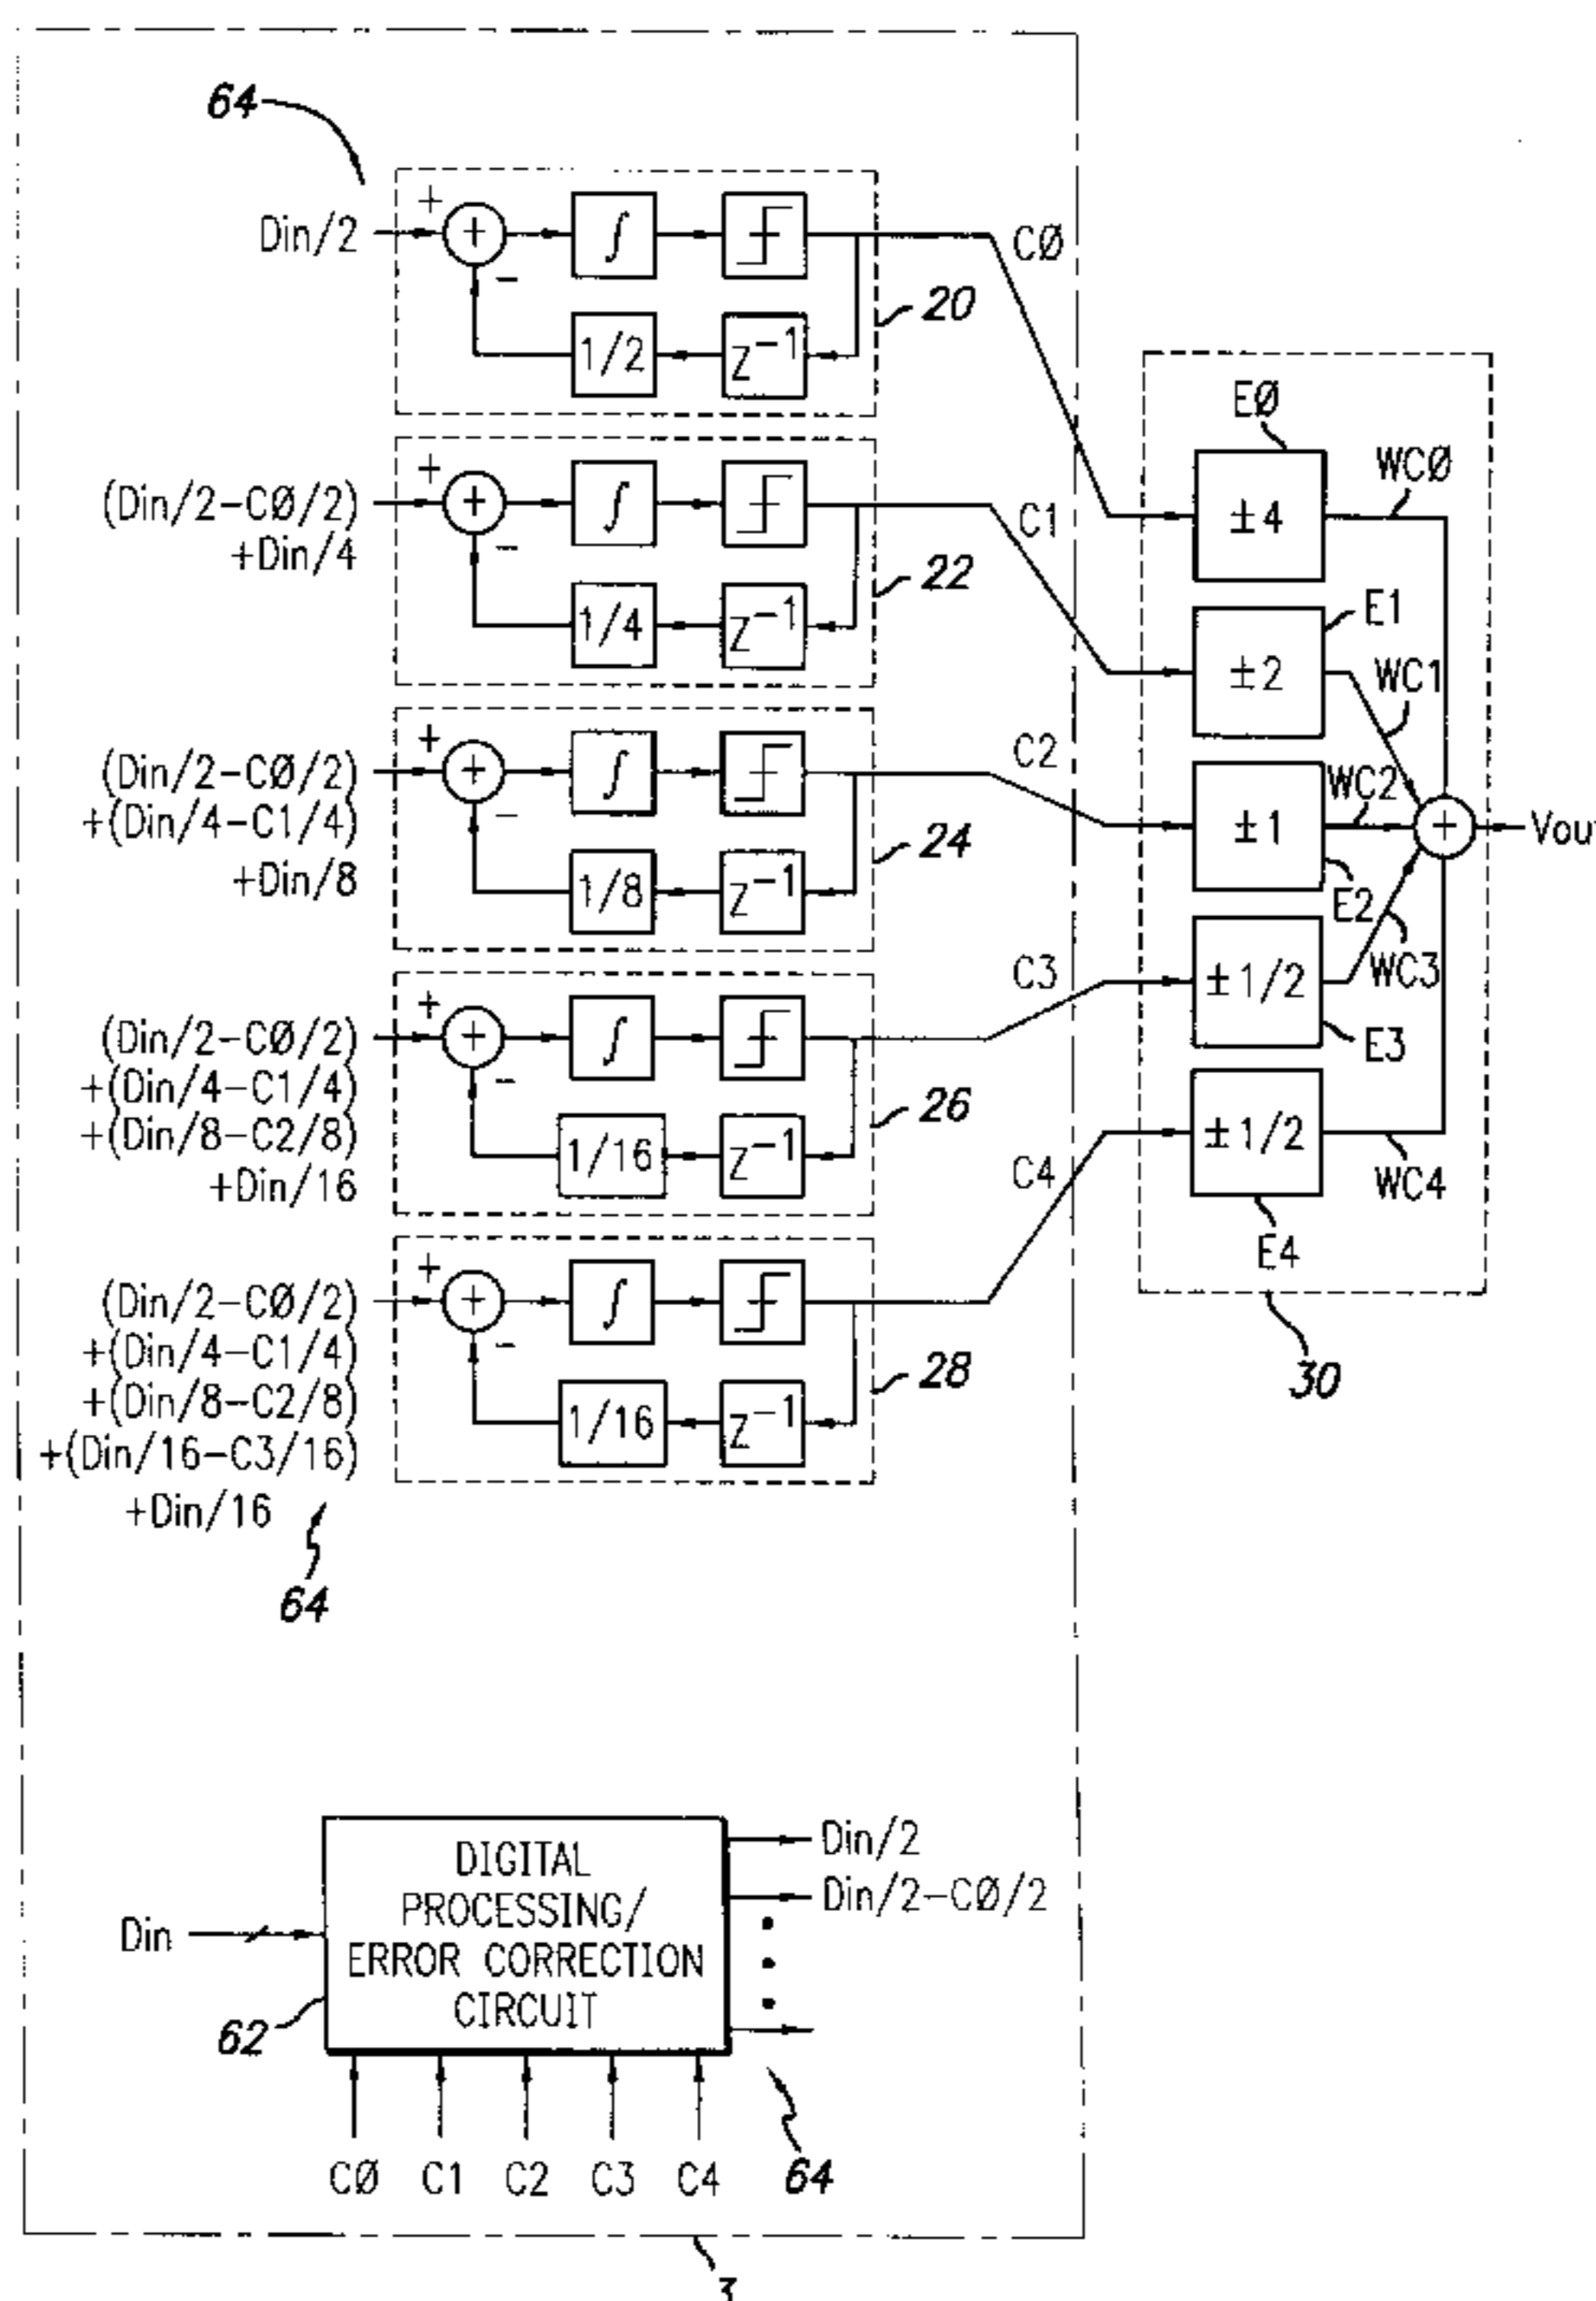 64
Din/2
+
+
∫
CØ
−
20
1/2
Z⁻¹
EØ
(Din/2-CØ/2)
+Din/4
+
+
∫
C1
±4
WCØ
−
22
1/4
Z⁻¹
E1
±2
WC1
(Din/2-CØ/2)
+(Din/4-C1/4)
+Din/8
+
+
∫
C2
−
24
1/8
Z⁻¹
±1
WC2
+
E2
(Din/2-CØ/2)
+(Din/4-C1/4)
+(Din/8-C2/8)
+Din/16
+
+
∫
C3
−
26
1/16
Z⁻¹
±1/2
WC3
E3
C4
±1/2
WC4
E4
30
(Din/2-CØ/2)
+(Din/4-C1/4)
+(Din/8-C2/8)
+(Din/16-C3/16)
+Din/16
+
+
∫
−
28
1/16
Z⁻¹
64
DIGITAL
PROCESSING/
ERROR CORRECTION
CIRCUIT
Din
62
Din/2
Din/2-CØ/2
CØ C1 C2 C3 C4
64